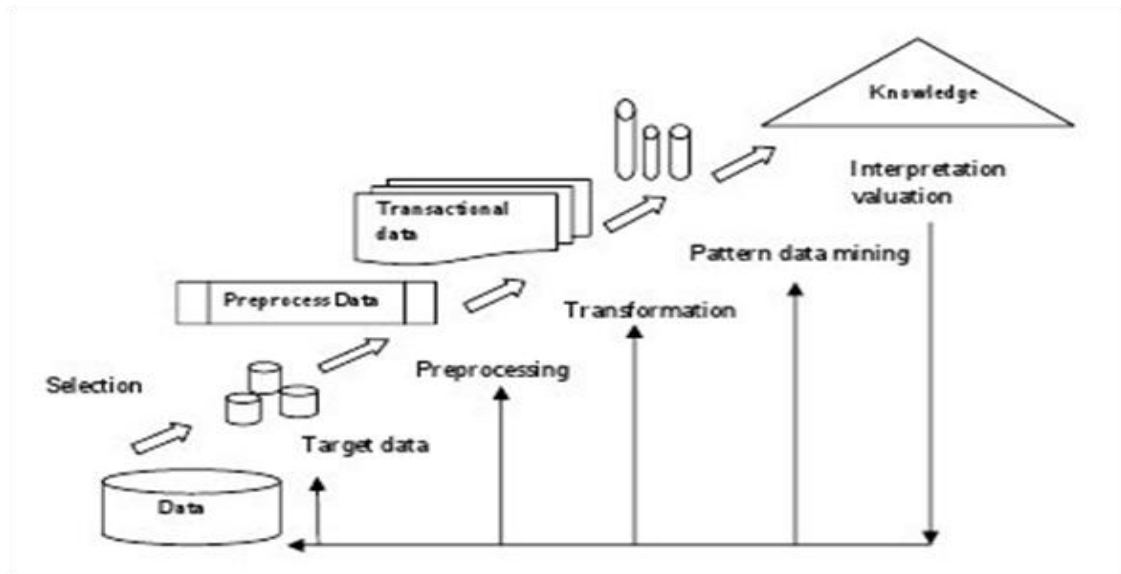 Knowledge
Interpretation
valuation
Transactional
data
Pattern data mining
Preprocess Data
Transformation
Preprocessing
Selection
Target data
Data